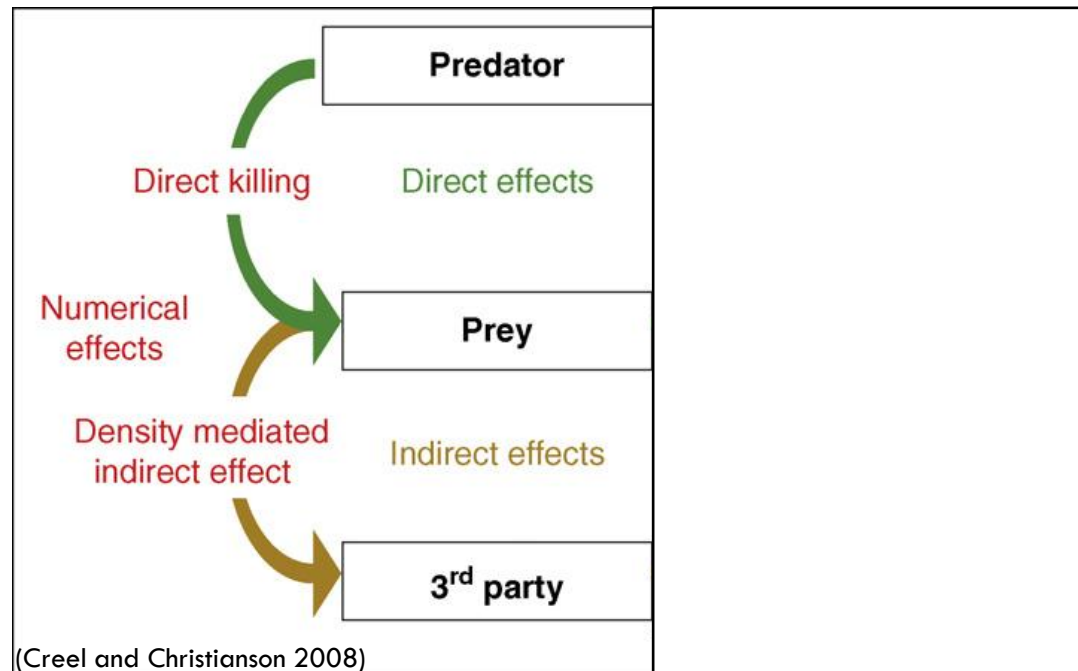 Predator
Direct killing
Direct effects
Numerical
effects
Prey
Density mediated
indirect effect
Indirect effects
3rd party
(Creel and Christianson 2008)